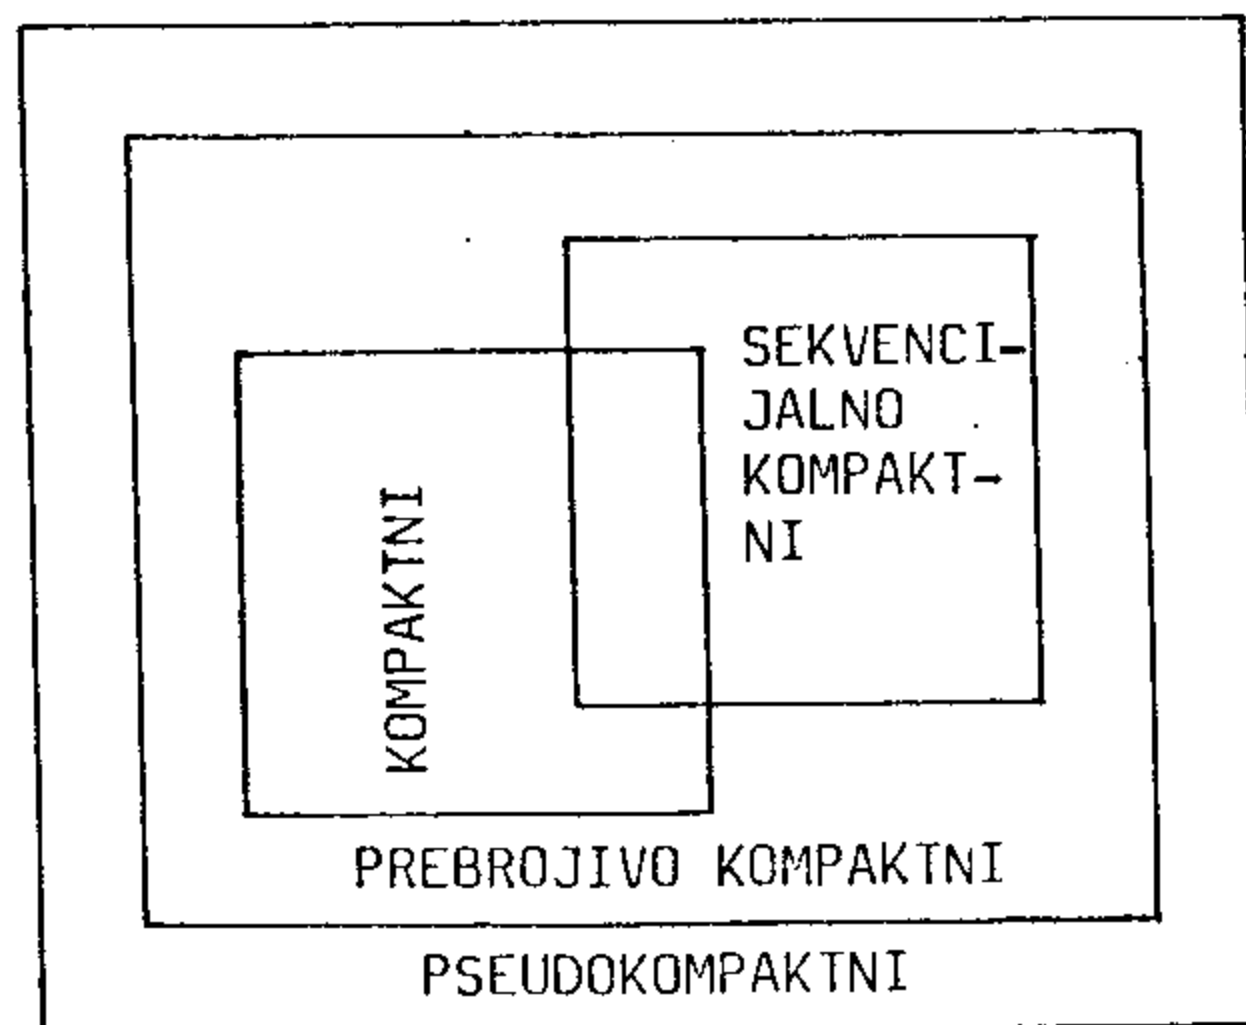 SEKVENCI-
JALNO
KOMPAKT-
NI
KOMPAKTNI
PREBROJIVO KOMPAKTNI
PSEUDOKOMPAKTNI